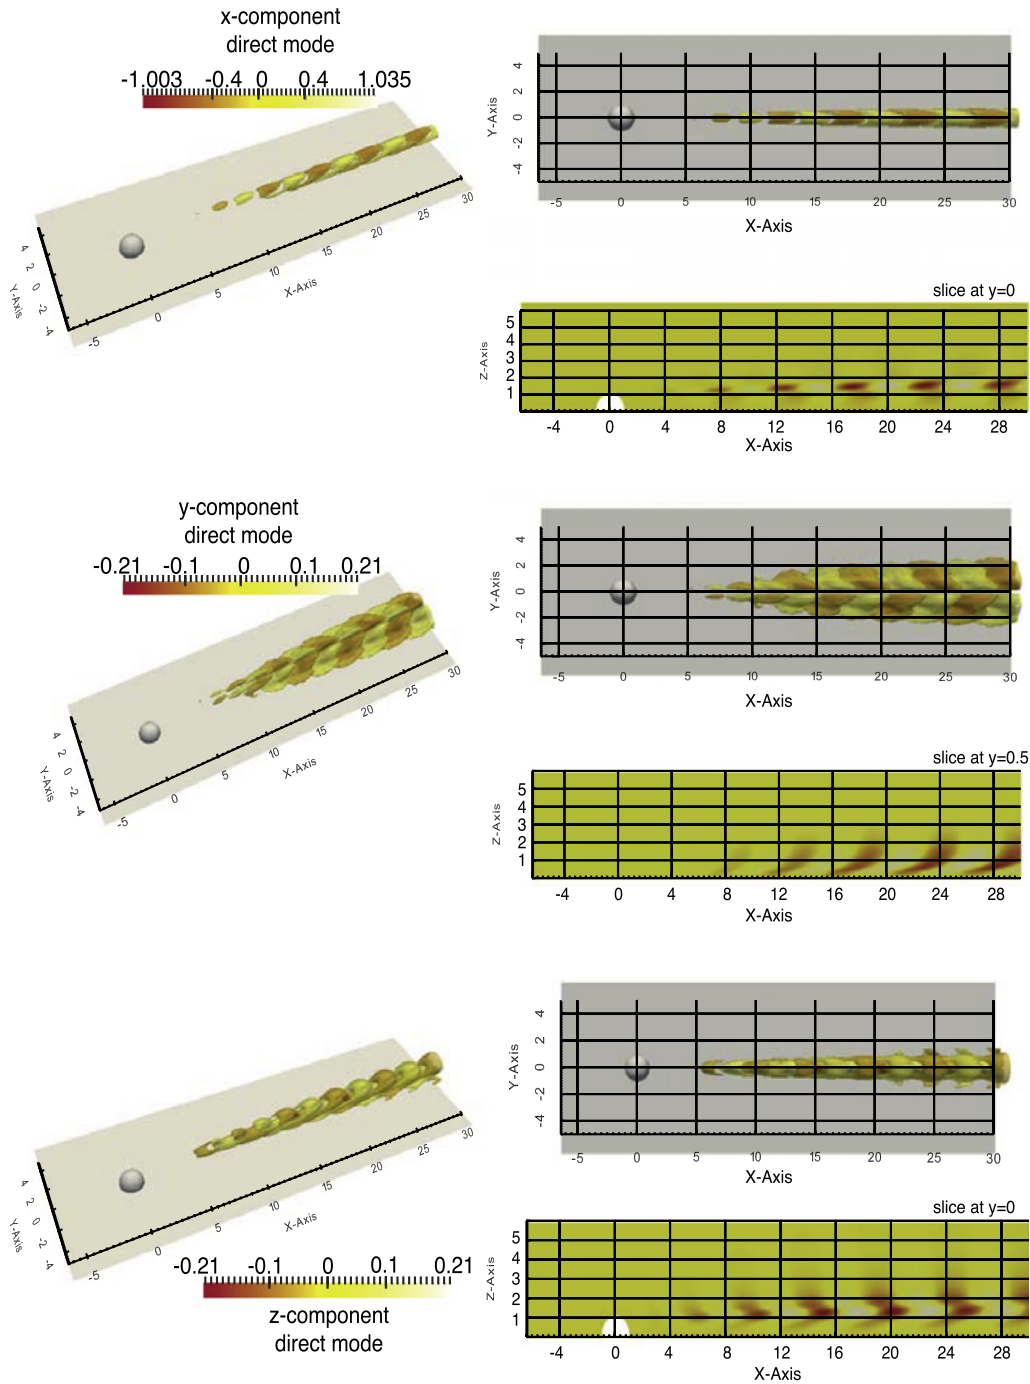 x-component
direct mode
-1.003 -0.4 0 0.4 1.035
4 2 0 -2 -4
Y-Axis
-5 0 5 10 15 20 25 30
X-Axis
4 2 0 -2 -4
Y-Axis
-5 0 5 10 15 20 25 30
X-Axis
slice at y=0
5
4
3
2
1
Z-Axis
-4 0 4 8 12 16 20 24 28
X-Axis
y-component
direct mode
-0.21 -0.1 0 0.1 0.21
4 2 0 -2 -4
Y-Axis
-5 0 5 10 15 20 25 30
X-Axis
4 2 0 -2 -4
Y-Axis
-5 0 5 10 15 20 25 30
X-Axis
slice at y=0.5
5
4
3
2
1
Z-Axis
-4 0 4 8 12 16 20 24 28
X-Axis
4 2 0 -2 -4
Y-Axis
-5 0 5 10 15 20 25 30
X-Axis
-0.21 -0.1 0 0.1 0.21
z-component
direct mode
4 2 0 -2 -4
Y-Axis
-5 0 5 10 15 20 25 30
X-Axis
slice at y=0
5
4
3
2
1
Z-Axis
-4 0 4 8 12 16 20 24 28
X-Axis